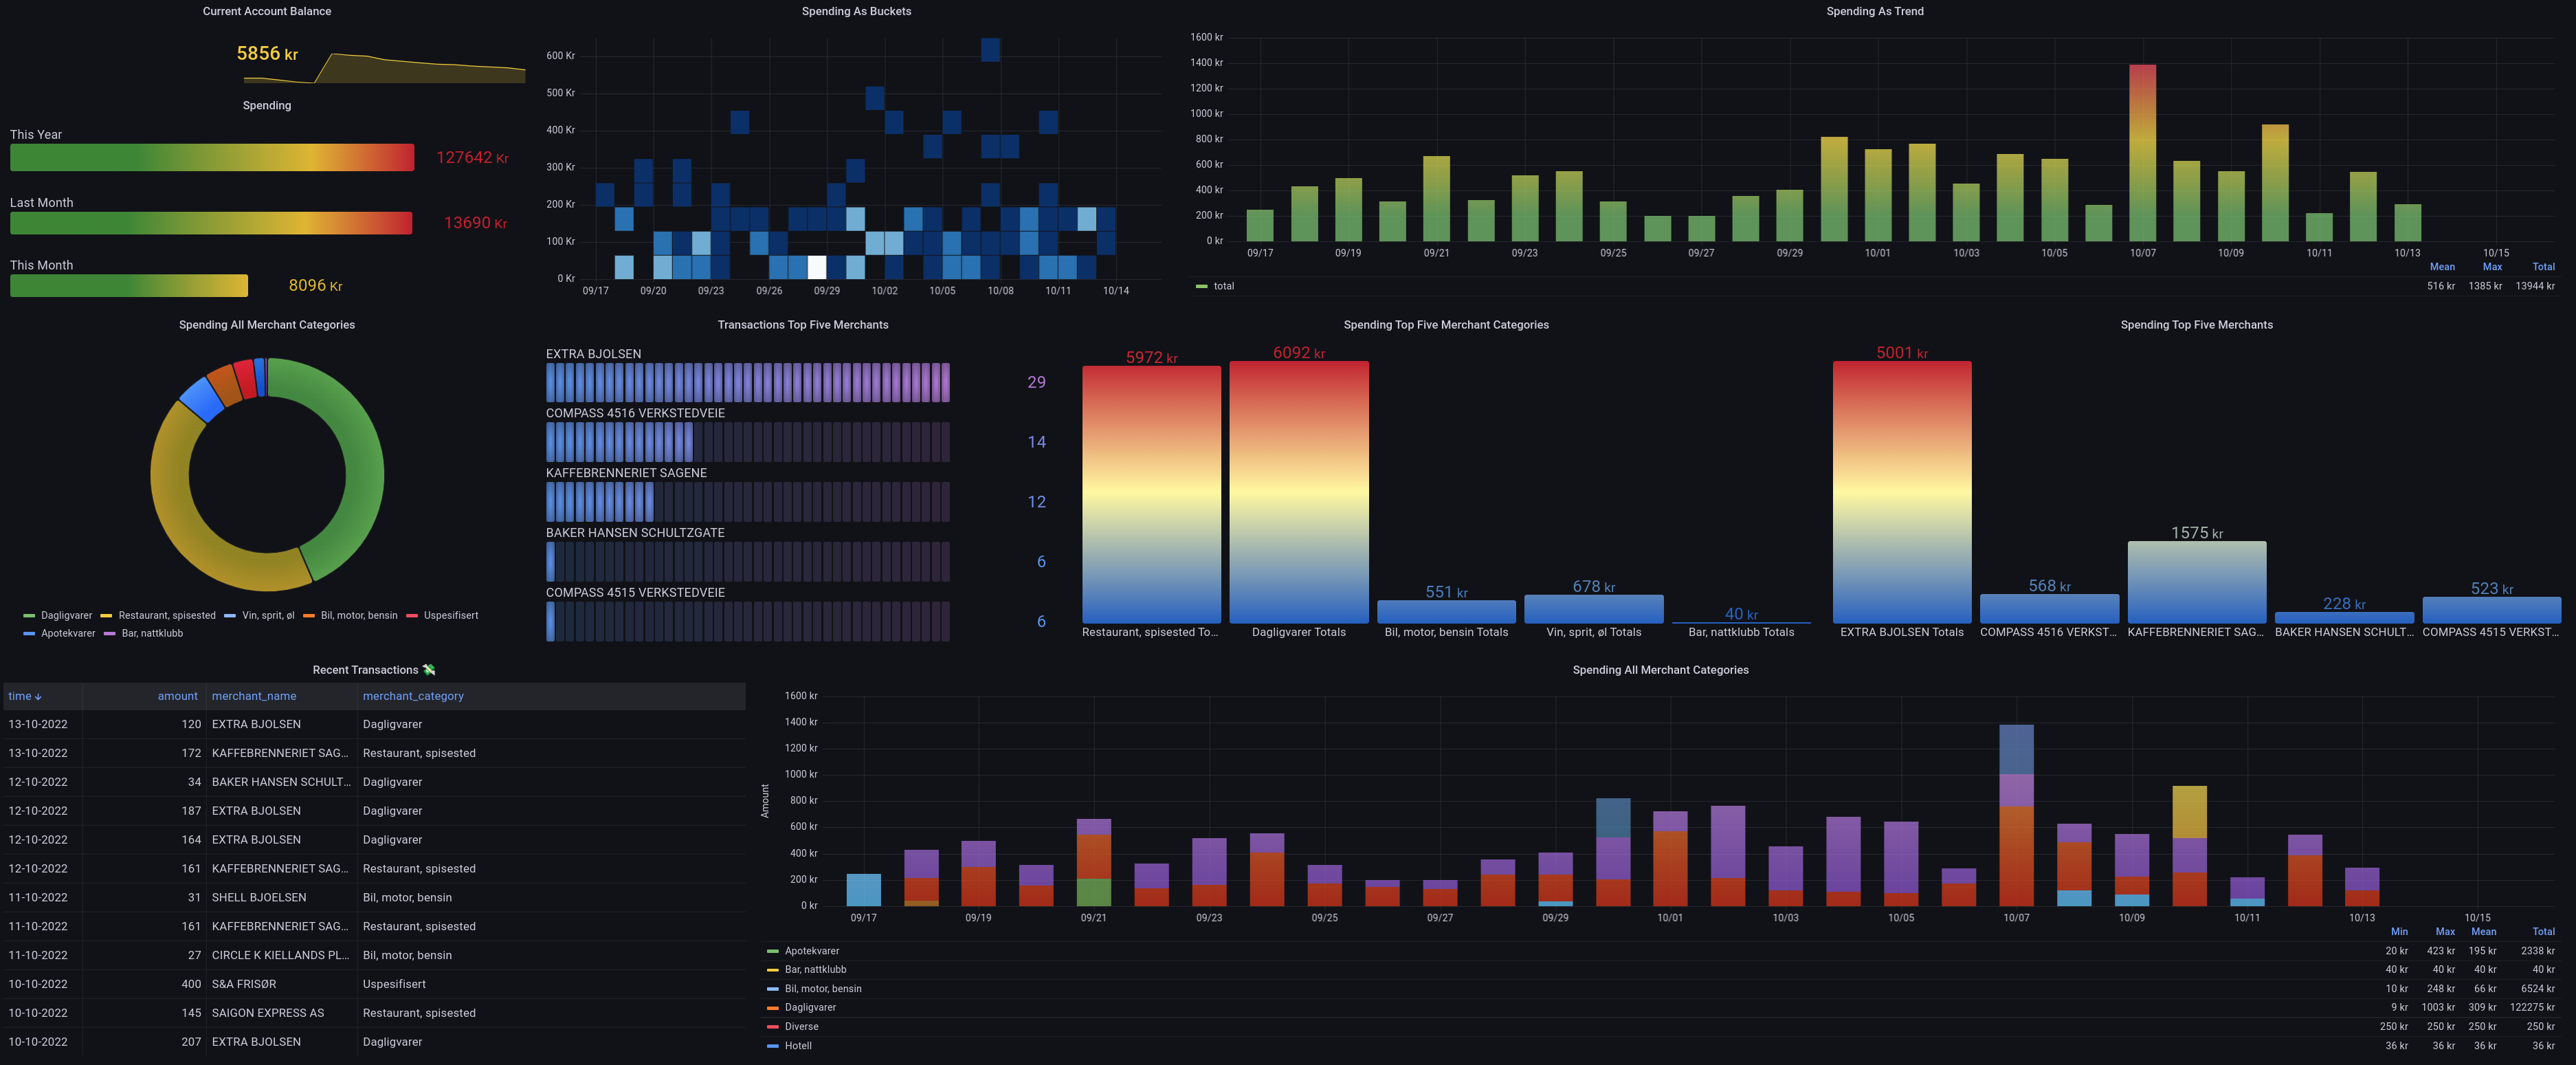 Current Account Balance
5856 kr
Spending
This Year
127642 Kr
Last Month
13690 Kr
This Month
8096 Kr
Spending As Buckets
600 Kr
500 Kr
400 Kr
300 Kr
200 Kr
100 Kr
0 Kr
09/17 09/20 09/23 09/26 09/29 10/02 10/05 10/08 10/11 10/14
Spending As Trend
1600 kr
1400 kr
1200 kr
1000 kr
800 kr
600 kr
400 kr
200 kr
0 kr
09/17 09/19 09/21 09/23 09/25 09/27 09/29 10/01 10/03 10/05 10/07 10/09 10/11 10/13 10/15
Mean Max Total
total 516 kr 1385 kr 13944 kr
Spending All Merchant Categories
Dagligvarer Restaurant, spisested Vin, sprit, øl Bil, motor, bensin Uspesifisert
Apotekvarer Bar, nattklubb
Transactions Top Five Merchants
EXTRA BJOLSEN
29
COMPASS 4516 VERKSTEDVEIE
14
KAFFEBRENNERIET SAGENE
12
BAKER HANSEN SCHULTZGATE
6
COMPASS 4515 VERKSTEDVEIE
6
Spending Top Five Merchant Categories
5972 kr 6092 kr 551 kr 678 kr 40 kr
Restaurant, spisested To... Dagligvarer Totals Bil, motor, bensin Totals Vin, sprit, øl Totals Bar, nattklubb Totals
Spending Top Five Merchants
5001 kr 568 kr 1575 kr 228 kr 523 kr
EXTRA BJOLSEN Totals COMPASS 4516 VERKST... KAFFEBRENNERIET SAG... BAKER HANSEN SCHULT... COMPASS 4515 VERKST...
Recent Transactions 💸
time ↓ amount merchant_name merchant_category
13-10-2022 120 EXTRA BJOLSEN Dagligvarer
13-10-2022 172 KAFFEBRENNERIET SAG... Restaurant, spisested
12-10-2022 34 BAKER HANSEN SCHULT... Dagligvarer
12-10-2022 187 EXTRA BJOLSEN Dagligvarer
12-10-2022 164 EXTRA BJOLSEN Dagligvarer
12-10-2022 161 KAFFEBRENNERIET SAG... Restaurant, spisested
11-10-2022 31 SHELL BJOELSEN Bil, motor, bensin
11-10-2022 161 KAFFEBRENNERIET SAG... Restaurant, spisested
11-10-2022 27 CIRCLE K KIELLANDS PL... Bil, motor, bensin
10-10-2022 400 S&A FRISØR Uspesifisert
10-10-2022 145 SAIGON EXPRESS AS Restaurant, spisested
10-10-2022 207 EXTRA BJOLSEN Dagligvarer
Spending All Merchant Categories
Amount
1600 kr
1400 kr
1200 kr
1000 kr
800 kr
600 kr
400 kr
200 kr
0 kr
09/17 09/19 09/21 09/23 09/25 09/27 09/29 10/01 10/03 10/05 10/07 10/09 10/11 10/13 10/15
Min Max Mean Total
Apotekvarer 20 kr 423 kr 195 kr 2338 kr
Bar, nattklubb 40 kr 40 kr 40 kr 40 kr
Bil, motor, bensin 10 kr 248 kr 66 kr 6524 kr
Dagligvarer 9 kr 1003 kr 309 kr 122275 kr
Diverse 250 kr 250 kr 250 kr 250 kr
Hotell 36 kr 36 kr 36 kr 36 kr